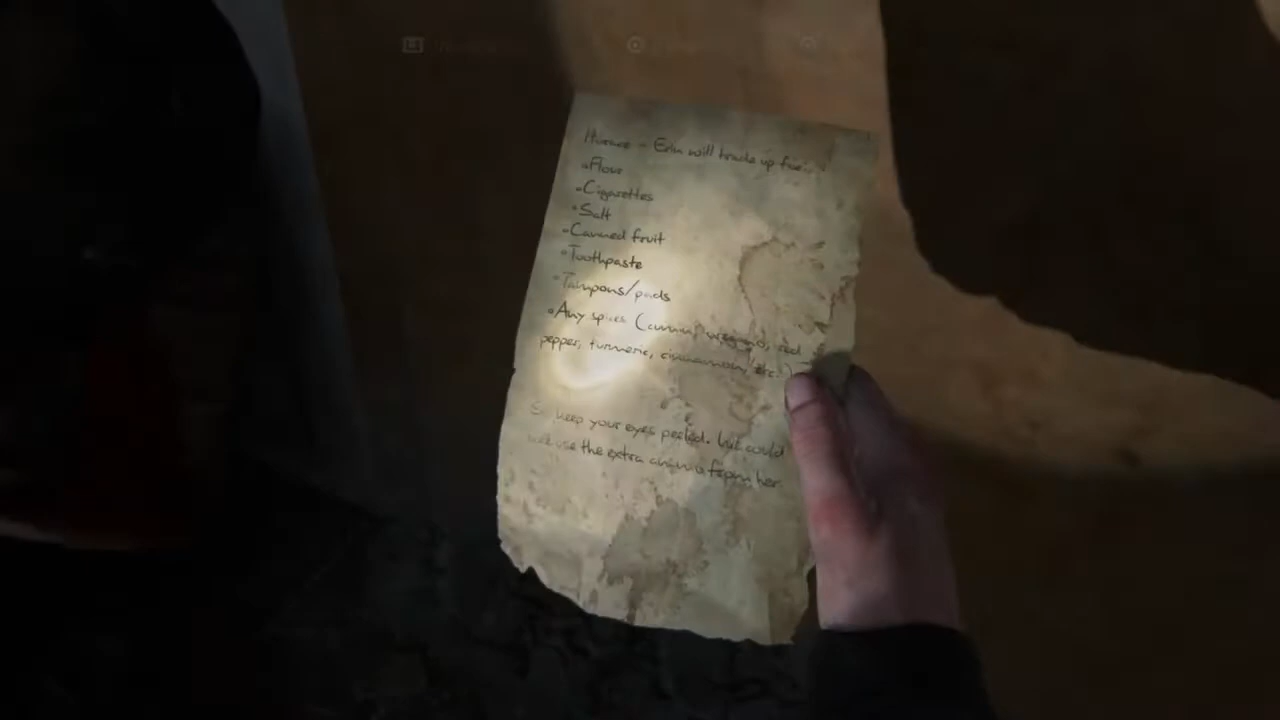 - Erin will trade up for:
•Flour
•Cigarettes
•Salt
•Canned fruit
•Toothpaste
•Tampons/pads
•Any spices (cumin, oregano, red
pepper, turmeric, cinnamon, etc.)
So keep your eyes peeled. We could
use the extra ammo from her.